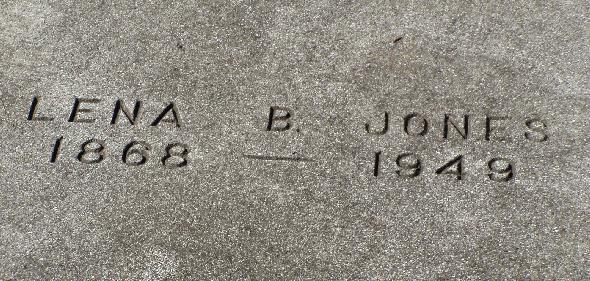 LENA B. JONES
1868 — 1949